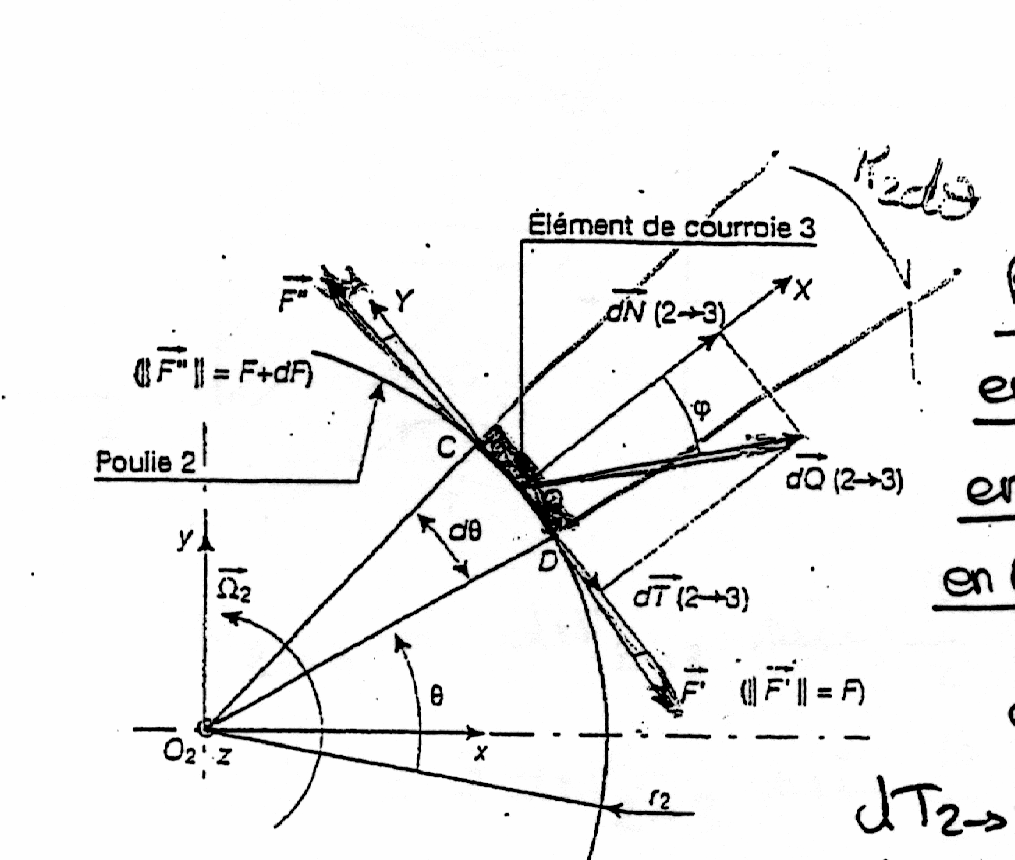 R₂dθ
Élément de courroie 3
F"
Y
X
dN (2→3)
(‖ F" ‖ = F+dF)
φ
C
Poulie 2
dQ (2→3)
dθ
y
D
Ω₂
dT (2→3)
θ
F' (‖ F' ‖ = F)
O₂ z
x
r₂
en
dT₂→